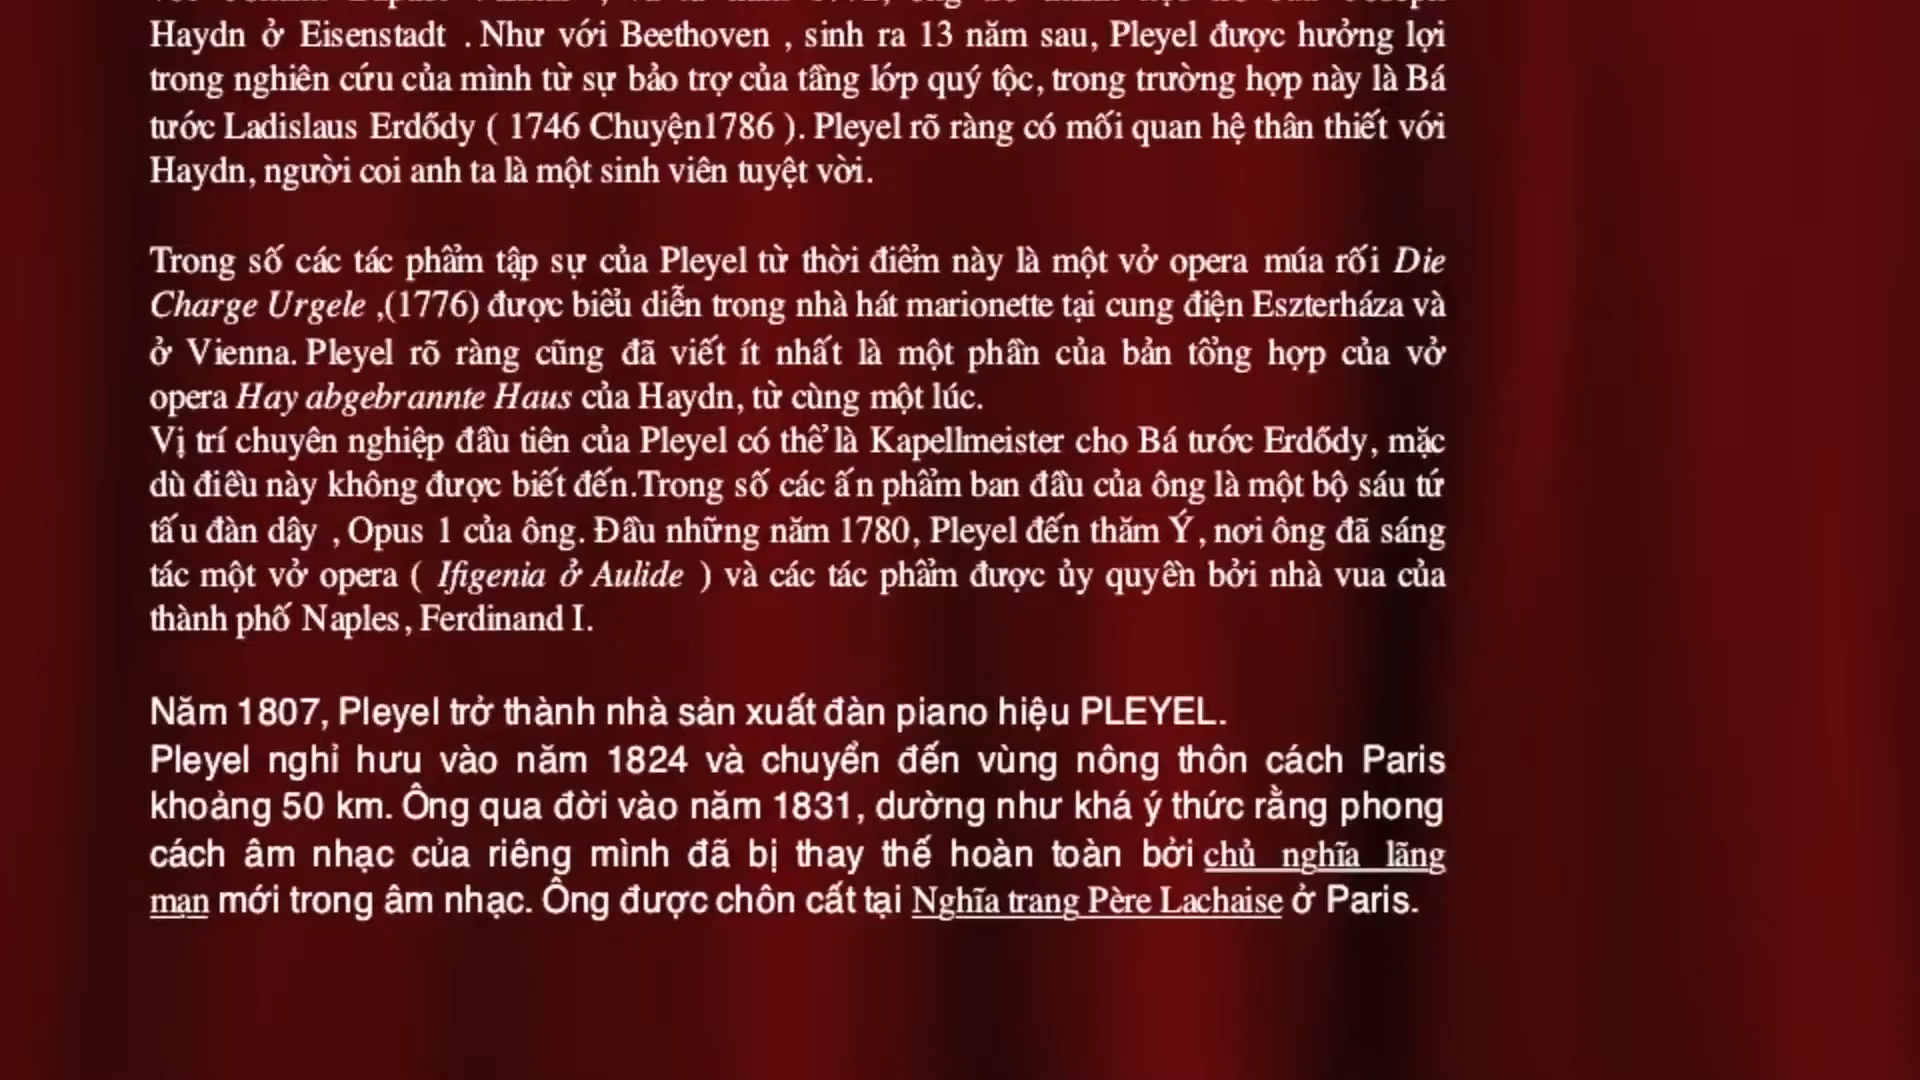 Haydn ở Eisenstadt . Như với Beethoven , sinh ra 13 năm sau, Pleyel được hưởng lợi
trong nghiên cứu của mình từ sự bảo trợ của tầng lớp quý tộc, trong trường hợp này là Bá
tước Ladislaus Erdődy ( 1746 Chuyện1786 ). Pleyel rõ ràng có mối quan hệ thân thiết với
Haydn, người coi anh ta là một sinh viên tuyệt vời.
Trong số các tác phẩm tập sự của Pleyel từ thời điểm này là một vở opera múa rối Die
Charge Urgele ,(1776) được biểu diễn trong nhà hát marionette tại cung điện Eszterháza và
ở Vienna. Pleyel rõ ràng cũng đã viết ít nhất là một phần của bản tổng hợp của vở
opera Hay abgebrannte Haus của Haydn, từ cùng một lúc.
Vị trí chuyên nghiệp đầu tiên của Pleyel có thể là Kapellmeister cho Bá tước Erdődy, mặc
dù điều này không được biết đến.Trong số các ấn phẩm ban đầu của ông là một bộ sáu tứ
tấu đàn dây , Opus 1 của ông. Đầu những năm 1780, Pleyel đến thăm Ý, nơi ông đã sáng
tác một vở opera ( Ifigenia ở Aulide ) và các tác phẩm được ủy quyền bởi nhà vua của
thành phố Naples, Ferdinand I.
Năm 1807, Pleyel trở thành nhà sản xuất đàn piano hiệu PLEYEL.
Pleyel nghỉ hưu vào năm 1824 và chuyển đến vùng nông thôn cách Paris
khoảng 50 km. Ông qua đời vào năm 1831, dường như khá ý thức rằng phong
cách âm nhạc của riêng mình đã bị thay thế hoàn toàn bởi chủ nghĩa lãng
mạn mới trong âm nhạc. Ông được chôn cất tại Nghĩa trang Père Lachaise ở Paris.